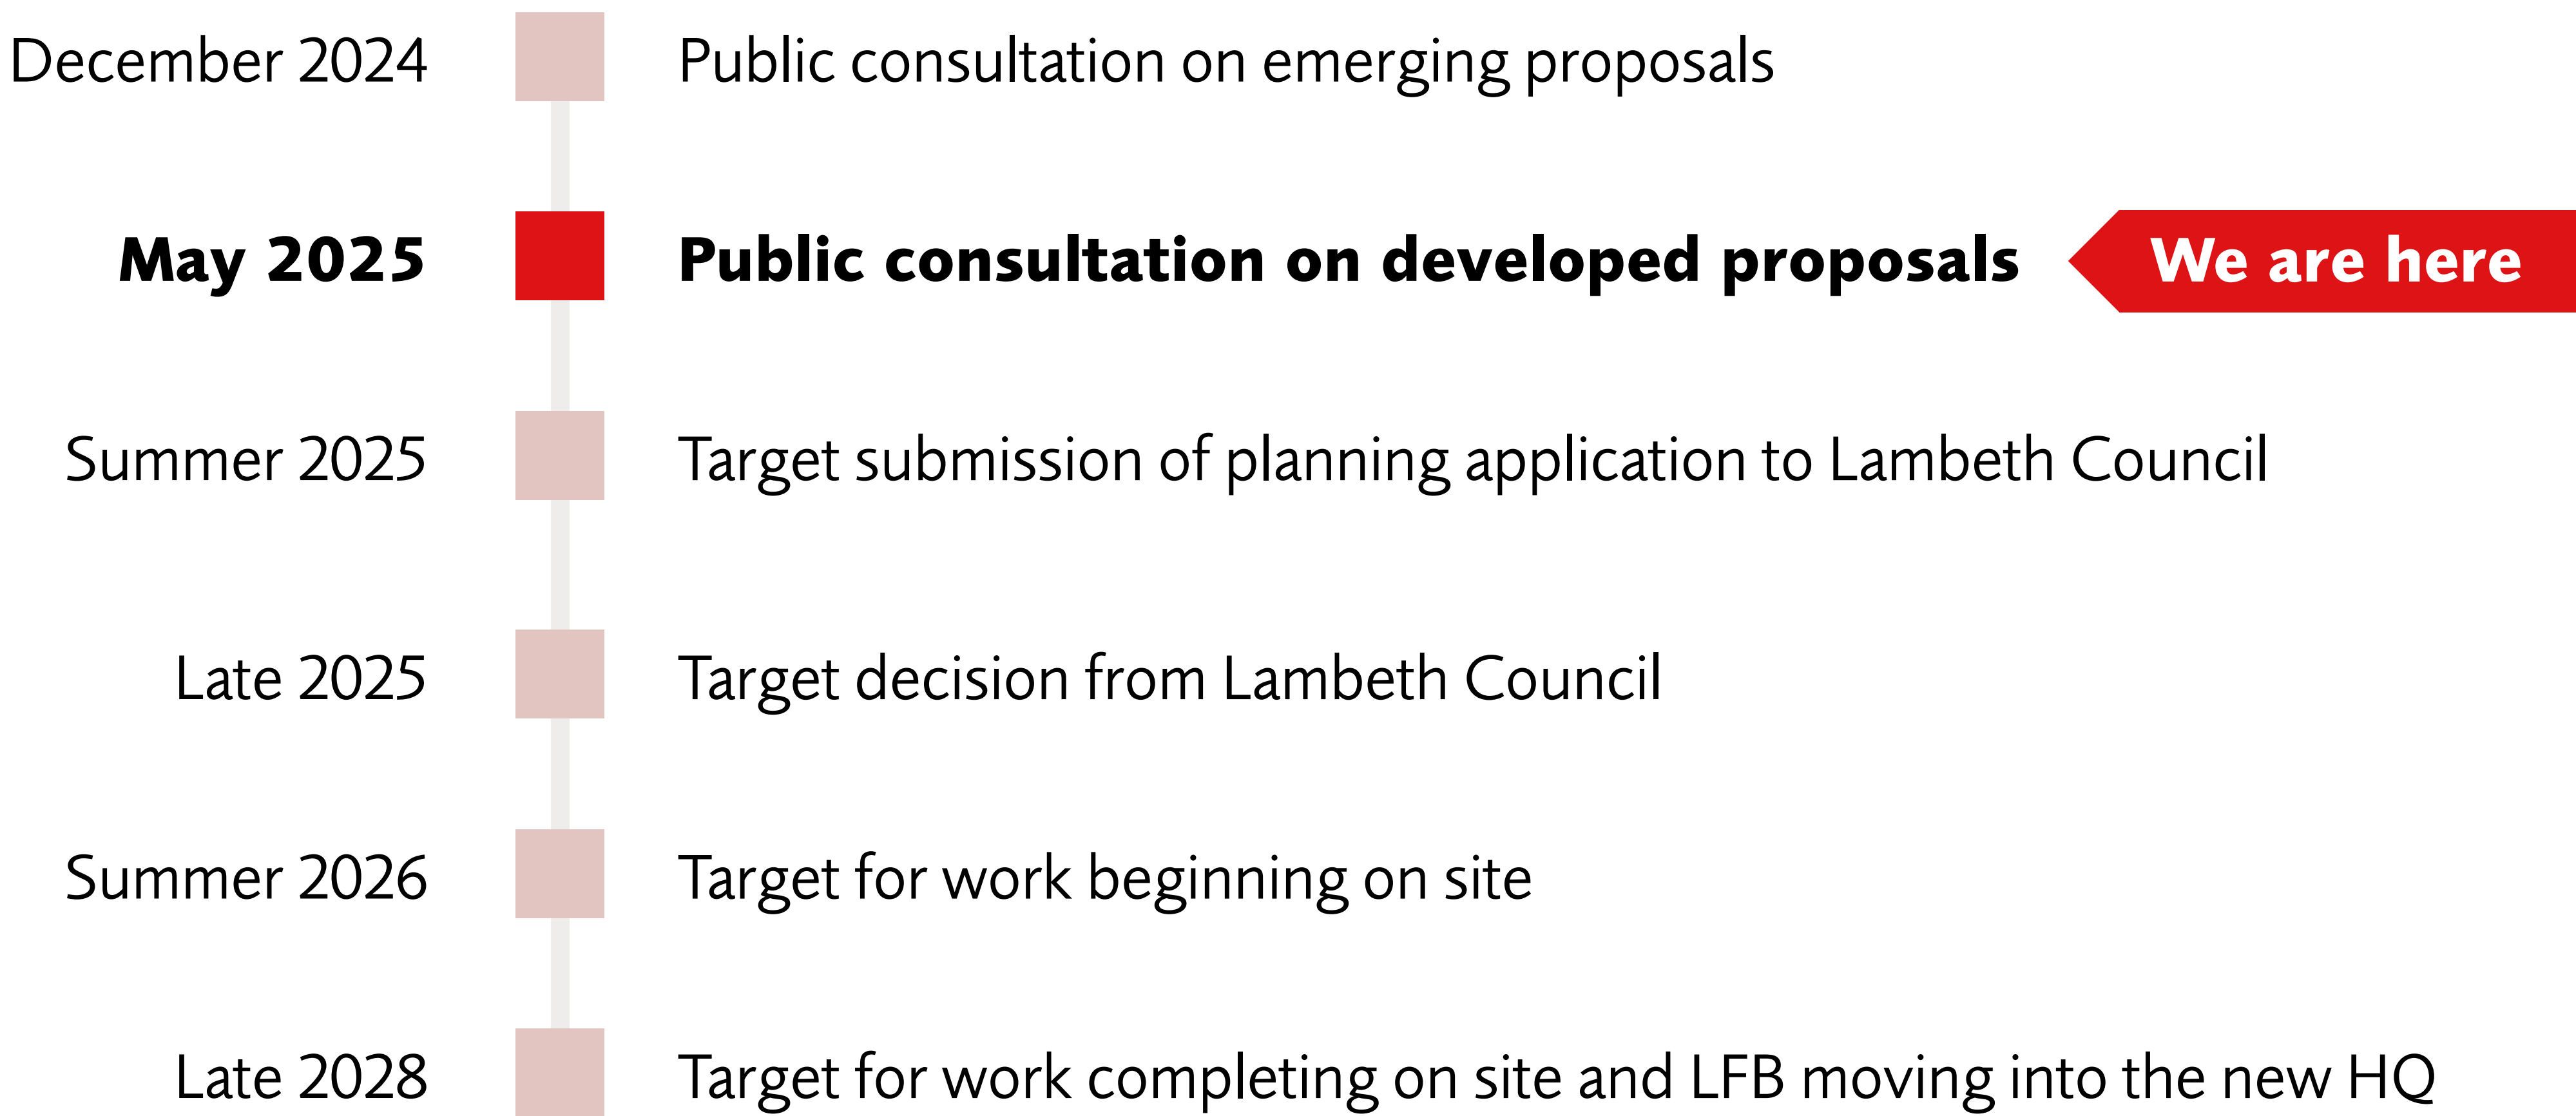 December 2024 Public consultation on emerging proposals
May 2025 Public consultation on developed proposals We are here
Summer 2025 Target submission of planning application to Lambeth Council
Late 2025 Target decision from Lambeth Council
Summer 2026 Target for work beginning on site
Late 2028 Target for work completing on site and LFB moving into the new HQ